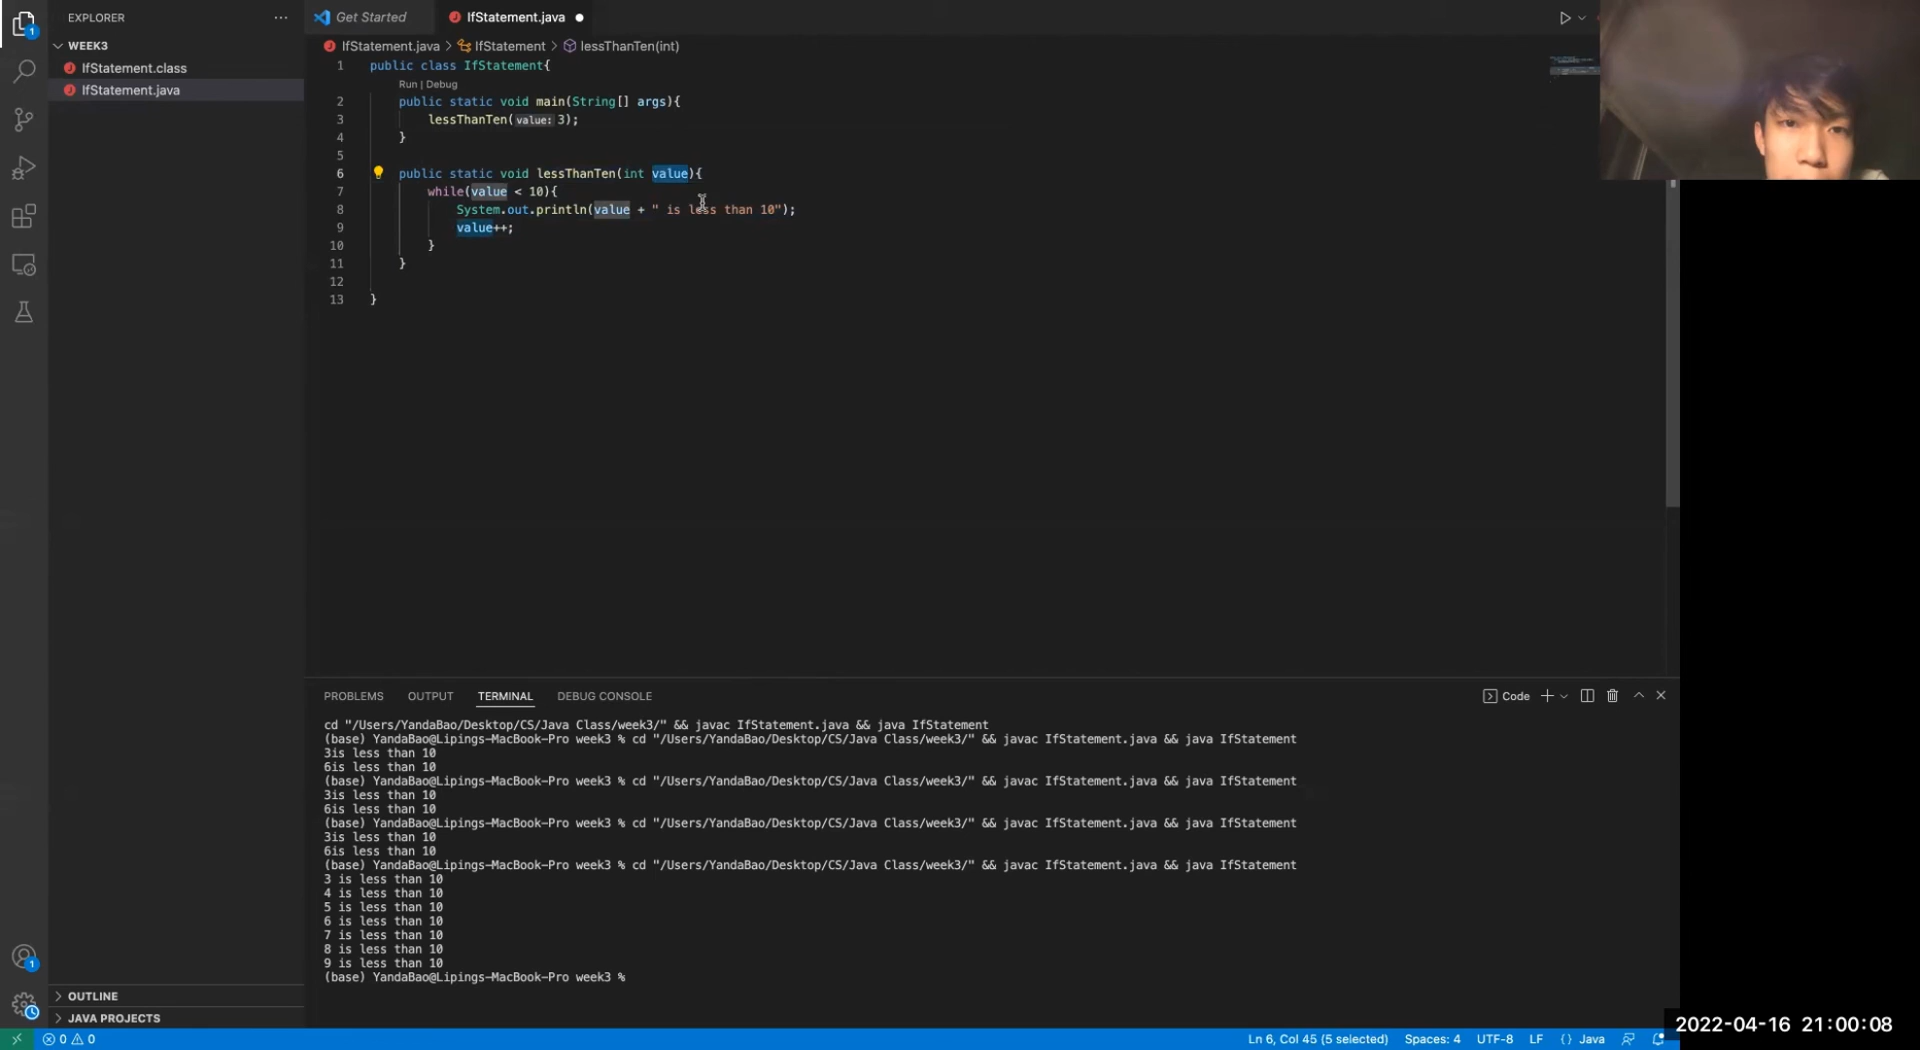 EXPLORER
WEEK3
IfStatement.class
IfStatement.java
OUTLINE
JAVA PROJECTS
Get Started
IfStatement.java
IfStatement.java > IfStatement > lessThanTen(int)
1 public class IfStatement{
Run | Debug
2 public static void main(String[] args){
3 lessThanTen(value: 3);
4 }
5
6 public static void lessThanTen(int value){
7 while(value < 10){
8 System.out.println(value + " is less than 10");
9 value++;
10 }
11 }
12
13 }
PROBLEMS OUTPUT TERMINAL DEBUG CONSOLE
Code
cd "/Users/YandaBao/Desktop/CS/Java Class/week3/" && javac IfStatement.java && java IfStatement
(base) YandaBao@Lipings-MacBook-Pro week3 % cd "/Users/YandaBao/Desktop/CS/Java Class/week3/" && javac IfStatement.java && java IfStatement
3is less than 10
6is less than 10
(base) YandaBao@Lipings-MacBook-Pro week3 % cd "/Users/YandaBao/Desktop/CS/Java Class/week3/" && javac IfStatement.java && java IfStatement
3is less than 10
6is less than 10
(base) YandaBao@Lipings-MacBook-Pro week3 % cd "/Users/YandaBao/Desktop/CS/Java Class/week3/" && javac IfStatement.java && java IfStatement
3is less than 10
6is less than 10
(base) YandaBao@Lipings-MacBook-Pro week3 % cd "/Users/YandaBao/Desktop/CS/Java Class/week3/" && javac IfStatement.java && java IfStatement
3 is less than 10
4 is less than 10
5 is less than 10
6 is less than 10
7 is less than 10
8 is less than 10
9 is less than 10
(base) YandaBao@Lipings-MacBook-Pro week3 %
0 0
Ln 6, Col 45 (5 selected) Spaces: 4 UTF-8 LF {} Java
2022-04-16 21:00:08
1
1